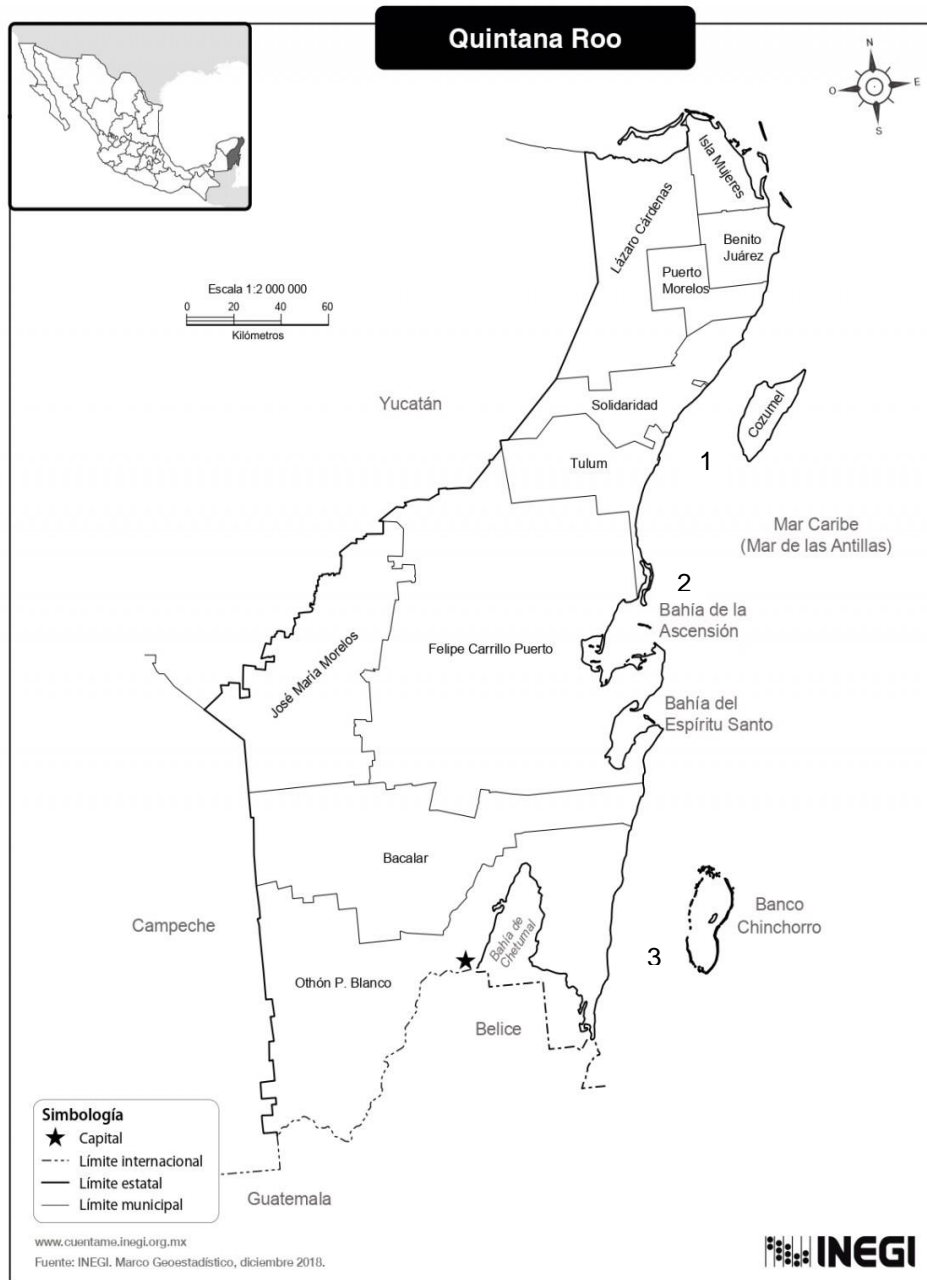 Quintana Roo
N
O
E
S
Isla Mujeres
Lázaro Cárdenas
Benito
Juárez
Puerto
Morelos
Escala 1:2 000 000
0 20 40 60
Kilómetros
Yucatán
Solidaridad
Cozumel
Tulum
1
Mar Caribe
(Mar de las Antillas)
2
Bahía de la
Ascensión
Felipe Carrillo Puerto
José María Morelos
Bahía del
Espíritu Santo
Bacalar
Campeche
Banco
Chinchorro
Bahía de
Chetumal
3
Othón P. Blanco
Belice
Simbología
Capital
Límite internacional
Límite estatal
Límite municipal
Guatemala
www.cuentame.inegi.org.mx
Fuente: INEGI. Marco Geoestadístico, diciembre 2018.
INEGI